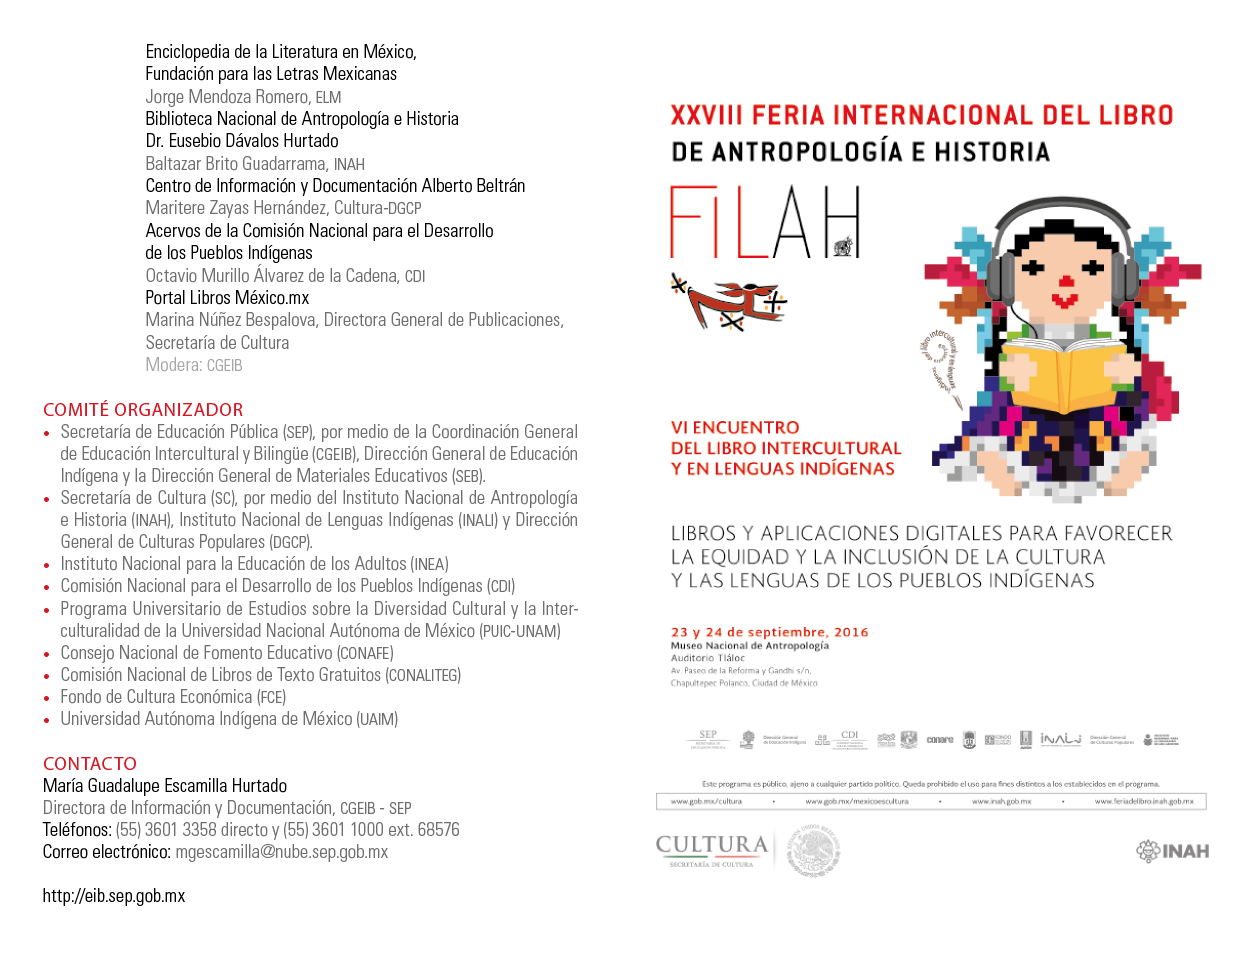 Enciclopedia de la Literatura en México,
Fundación para las Letras Mexicanas
Jorge Mendoza Romero, ELM
Biblioteca Nacional de Antropología e Historia
Dr. Eusebio Dávalos Hurtado
Baltazar Brito Guadarrama, INAH
Centro de Información y Documentación Alberto Beltrán
Maritere Zayas Hernández, Cultura-DGCP
Acervos de la Comisión Nacional para el Desarrollo
de los Pueblos Indígenas
Octavio Murillo Álvarez de la Cadena, CDI
Portal Libros México.mx
Marina Núñez Bespalova, Directora General de Publicaciones,
Secretaría de Cultura
Modera: CGEIB
COMITÉ ORGANIZADOR
• Secretaría de Educación Pública (SEP), por medio de la Coordinación General
de Educación Intercultural y Bilingüe (CGEIB), Dirección General de Educación
Indígena y la Dirección General de Materiales Educativos (SEB).
• Secretaría de Cultura (SC), por medio del Instituto Nacional de Antropología
e Historia (INAH), Instituto Nacional de Lenguas Indígenas (INALI) y Dirección
General de Culturas Populares (DGCP).
• Instituto Nacional para la Educación de los Adultos (INEA)
• Comisión Nacional para el Desarrollo de los Pueblos Indígenas (CDI)
• Programa Universitario de Estudios sobre la Diversidad Cultural y la Inter-
culturalidad de la Universidad Nacional Autónoma de México (PUIC-UNAM)
• Consejo Nacional de Fomento Educativo (CONAFE)
• Comisión Nacional de Libros de Texto Gratuitos (CONALITEG)
• Fondo de Cultura Económica (FCE)
• Universidad Autónoma Indígena de México (UAIM)
CONTACTO
María Guadalupe Escamilla Hurtado
Directora de Información y Documentación, CGEIB - SEP
Teléfonos: (55) 3601 3358 directo y (55) 3601 1000 ext. 68576
Correo electrónico: mgescamilla@nube.sep.gob.mx
http://eib.sep.gob.mx
XXVIII FERIA INTERNACIONAL DEL LIBRO
DE ANTROPOLOGÍA E HISTORIA
FILAH
VI ENCUENTRO
DEL LIBRO INTERCULTURAL
Y EN LENGUAS INDÍGENAS
LIBROS Y APLICACIONES DIGITALES PARA FAVORECER
LA EQUIDAD Y LA INCLUSIÓN DE LA CULTURA
Y LAS LENGUAS DE LOS PUEBLOS INDÍGENAS
23 y 24 de septiembre, 2016
Museo Nacional de Antropología
Auditorio Tláloc
Av. Paseo de la Reforma y Gandhi s/n,
Chapultepec Polanco, Ciudad de México
SEP
Dirección General
de Educación Indígena
CDI
conafe
INALI
Dirección General
de Culturas Populares
Este programa es público, ajeno a cualquier partido político. Queda prohibido el uso para fines distintos a los establecidos en el programa.
www.gob.mx/cultura • www.gob.mx/mexicoescultura • www.inah.gob.mx • www.feriadelibro.inah.gob.mx
CULTURA
SECRETARÍA DE CULTURA
INAH